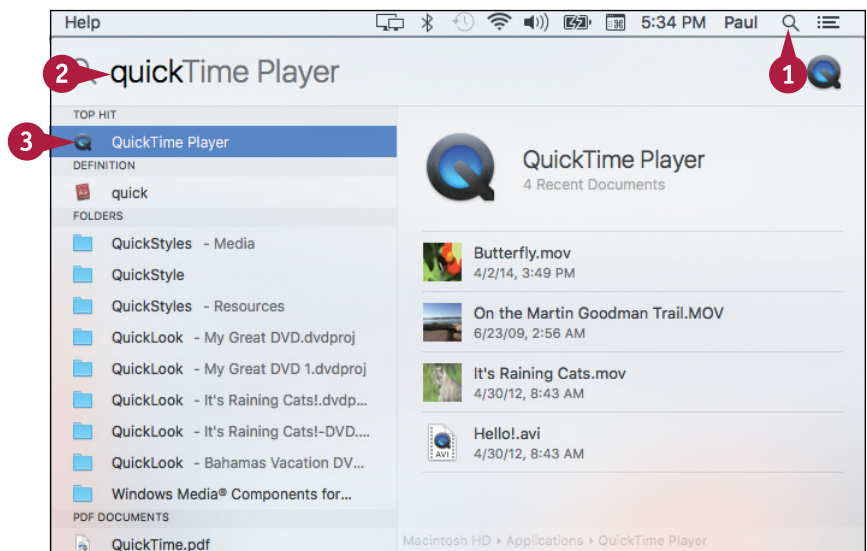 Help 5:34 PM Paul
1
2 quickTime Player
TOP HIT
3 QuickTime Player
DEFINITION
quick
FOLDERS
QuickStyles - Media
QuickStyle
QuickStyles - Resources
QuickLook - My Great DVD.dvdproj
QuickLook - My Great DVD 1.dvdproj
QuickLook - It's Raining Cats!.dvdp...
QuickLook - It's Raining Cats!-DVD....
QuickLook - Bahamas Vacation DV...
Windows Media® Components for...
PDF DOCUMENTS
QuickTime.pdf
QuickTime Player
4 Recent Documents
Butterfly.mov
4/2/14, 3:49 PM
On the Martin Goodman Trail.MOV
6/23/09, 2:56 AM
It's Raining Cats.mov
4/30/12, 8:43 AM
AVI
Hello!.avi
4/30/12, 8:43 AM
Macintosh HD ▸ Applications ▸ QuickTime Player